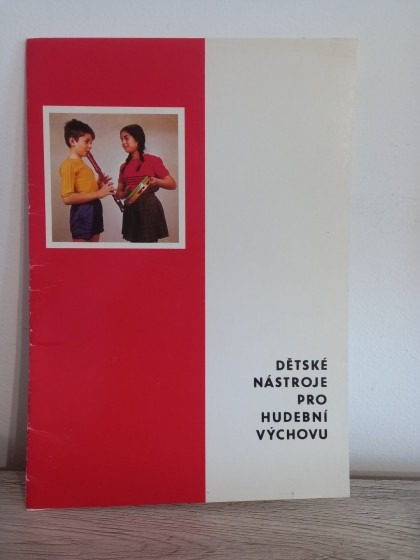 DĚTSKÉ
NÁSTROJE
PRO
HUDEBNÍ
VÝCHOVU